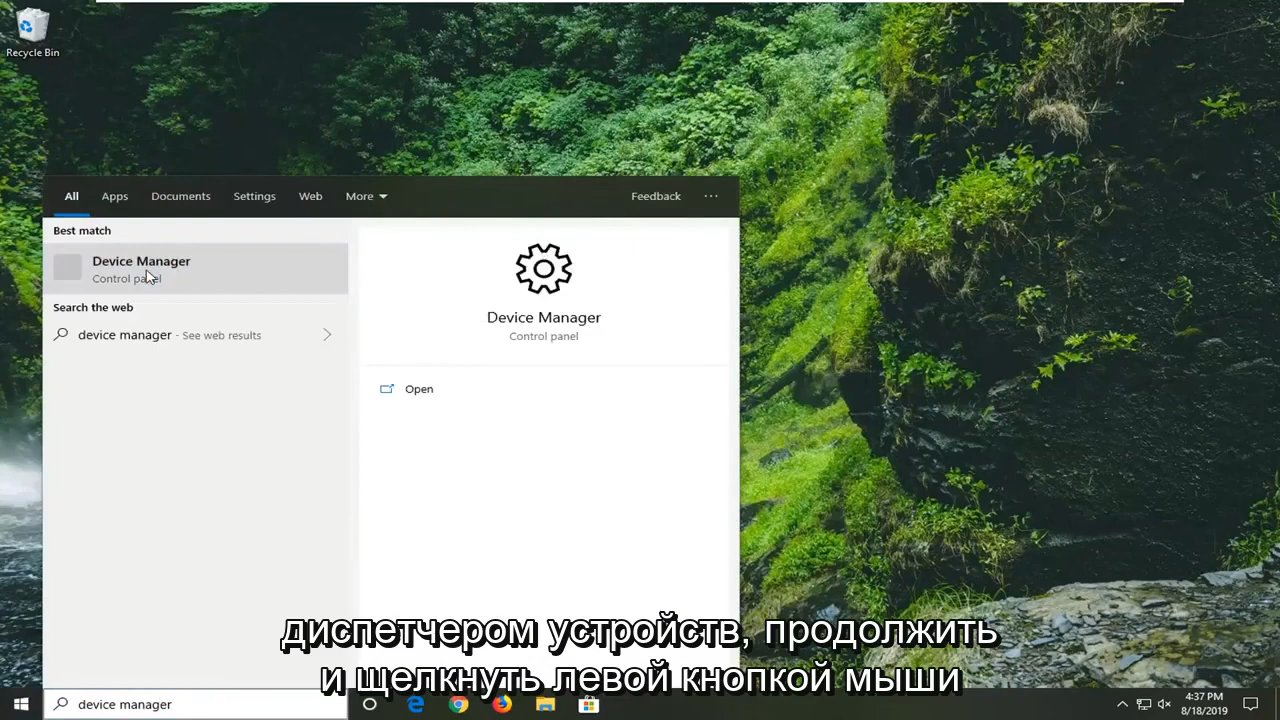 Recycle Bin
All Apps Documents Settings Web More Feedback ...
Best match
Device Manager
Control panel
Search the web
device manager - See web results
Device Manager
Control panel
Open
диспетчером устройств, продолжить
и щелкнуть левой кнопкой мыши
device manager
4:37 PM
8/18/2019